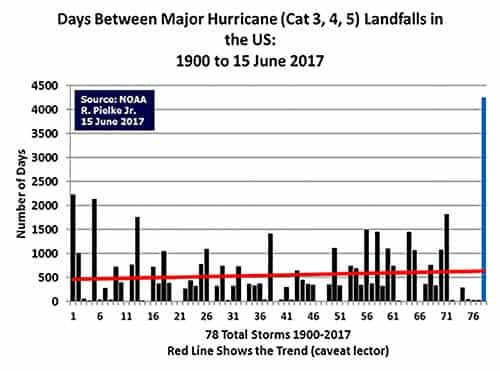 Days Between Major Hurricane (Cat 3, 4, 5) Landfalls in
the US:
1900 to 15 June 2017
Source: NOAA
R. Pielke Jr.
15 June 2017
Number of Days
4500
4000
3500
3000
2500
2000
1500
1000
500
0
1 6 11 16 21 26 31 36 41 46 51 56 61 66 71 76
78 Total Storms 1900-2017
Red Line Shows the Trend (caveat lector)